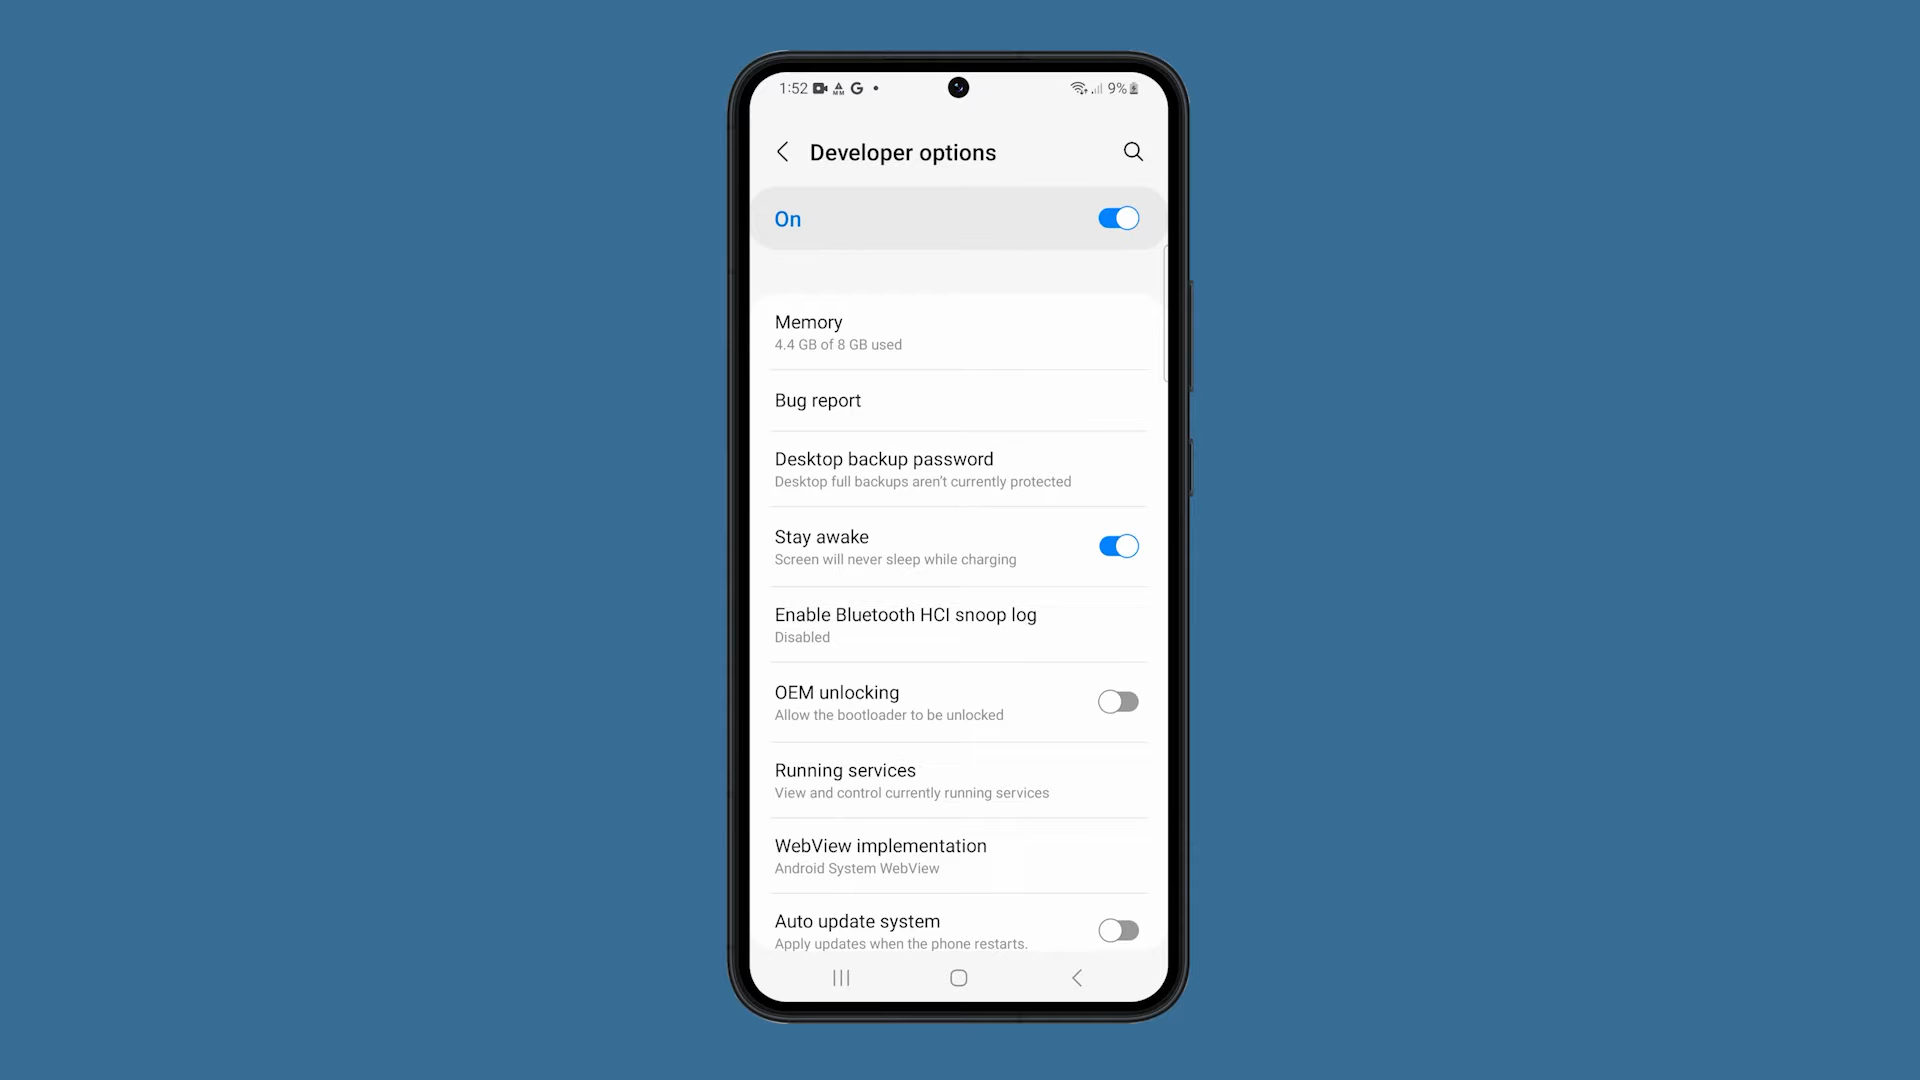 1:52 G 9%
Developer options
On
Memory
4.4 GB of 8 GB used
Bug report
Desktop backup password
Desktop full backups aren't currently protected
Stay awake
Screen will never sleep while charging
Enable Bluetooth HCI snoop log
Disabled
OEM unlocking
Allow the bootloader to be unlocked
Running services
View and control currently running services
WebView implementation
Android System WebView
Auto update system
Apply updates when the phone restarts.